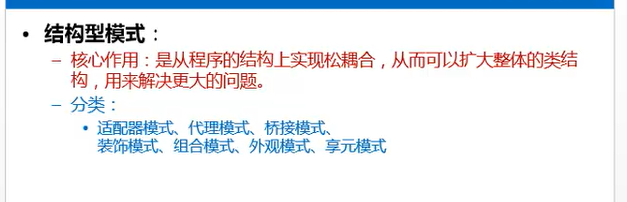 • 结构型模式：
– 核心作用：是从程序的结构上实现松耦合，从而可以扩大整体的类结
构，用来解决更大的问题。
– 分类：
• 适配器模式、代理模式、桥接模式、
装饰模式、组合模式、外观模式、享元模式